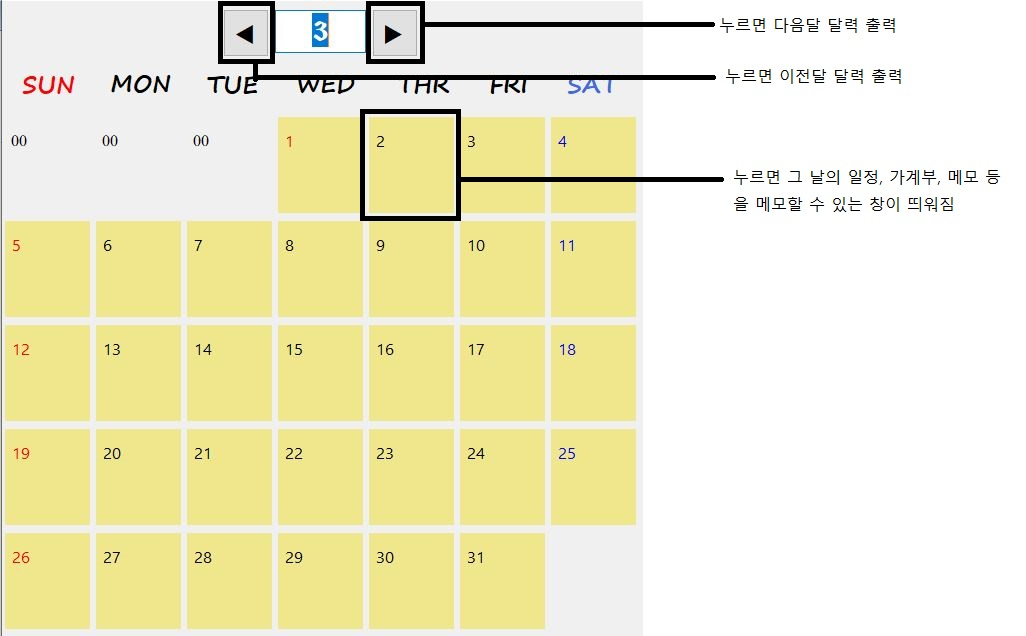 ◀ 3 ▶ 누르면 다음달 달력 출력
누르면 이전달 달력 출력
SUN MON TUE WED THR FRI SAT
00 00 00 1 2 3 4
누르면 그 날의 일정, 가계부, 메모 등
을 메모할 수 있는 창이 띄워짐
5 6 7 8 9 10 11
12 13 14 15 16 17 18
19 20 21 22 23 24 25
26 27 28 29 30 31